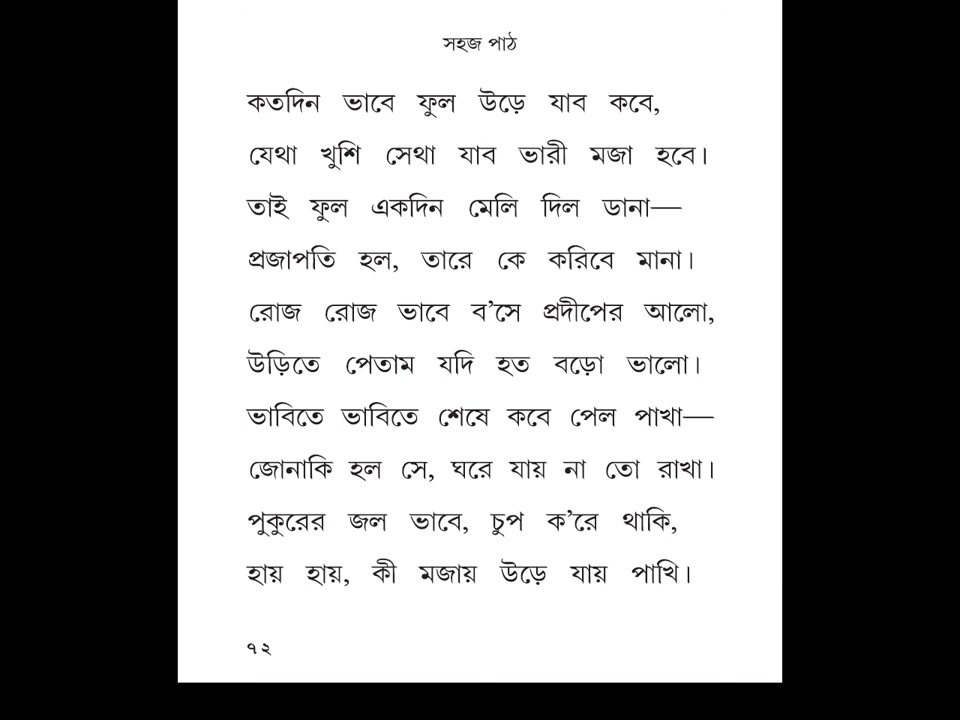 সহজ পাঠ
কতদিন ভাবে ফুল উড়ে যাব কবে,
যেথা খুশি সেথা যাব ভারী মজা হবে।
তাই ফুল একদিন মেলি দিল ডানা—
প্রজাপতি হল, তারে কে করিবে মানা।
রোজ রোজ ভাবে ব’সে প্রদীপের আলো,
উড়িতে পেতাম যদি হত বড়ো ভালো।
ভাবিতে ভাবিতে শেষে কবে পেল পাখা—
জোনাকি হল সে, ঘরে যায় না তো রাখা।
পুকুরের জল ভাবে, চুপ ক’রে থাকি,
হায় হায়, কী মজায় উড়ে যায় পাখি।
৭২